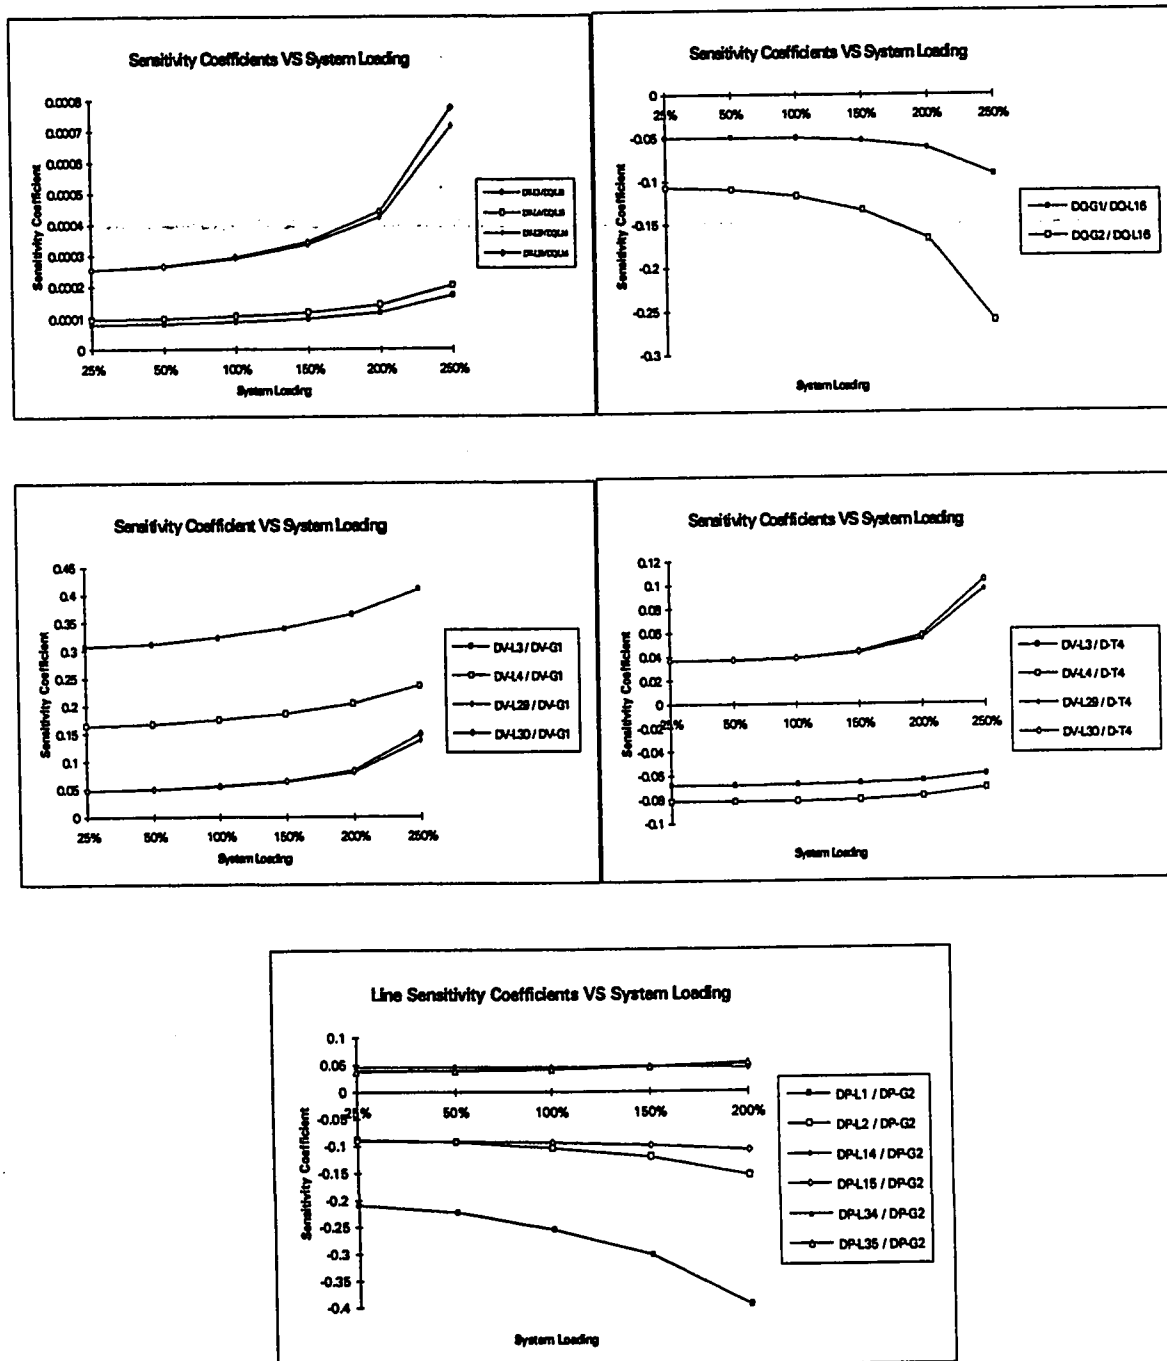 Sensitivity Coefficients VS System Loading
0.0008
0.0007
0.0006
0.0005
0.0004
0.0003
0.0002
0.0001
0
Sensitivity Coefficient
25% 50% 100% 150% 200% 250%
System Loading
Sensitivity Coefficients VS System Loading
0
-0.05
-0.1
-0.15
-0.2
-0.25
-0.3
Sensitivity Coefficient
25% 50% 100% 150% 200% 250%
System Loading
DQ-G1 / DQ-L16
DQ-G2 / DQ-L16
Sensitivity Coefficient VS System Loading
0.45
0.4
0.35
0.3
0.25
0.2
0.15
0.1
0.05
0
Sensitivity Coefficient
25% 50% 100% 150% 200% 250%
System Loading
DV-L3 / DV-G1
DV-L4 / DV-G1
DV-L29 / DV-G1
DV-L30 / DV-G1
Sensitivity Coefficients VS System Loading
0.12
0.1
0.08
0.06
0.04
0.02
0
-0.02
-0.04
-0.06
-0.08
-0.1
Sensitivity Coefficient
25% 50% 100% 150% 200% 250%
System Loading
DV-L3 / D-T4
DV-L4 / D-T4
DV-L29 / D-T4
DV-L30 / D-T4
Line Sensitivity Coefficients VS System Loading
0.1
0.05
0
-0.05
-0.1
-0.15
-0.2
-0.25
-0.3
-0.35
-0.4
Sensitivity Coefficient
25% 50% 100% 150% 200%
System Loading
DP-L1 / DP-G2
DP-L2 / DP-G2
DP-L14 / DP-G2
DP-L15 / DP-G2
DP-L34 / DP-G2
DP-L35 / DP-G2